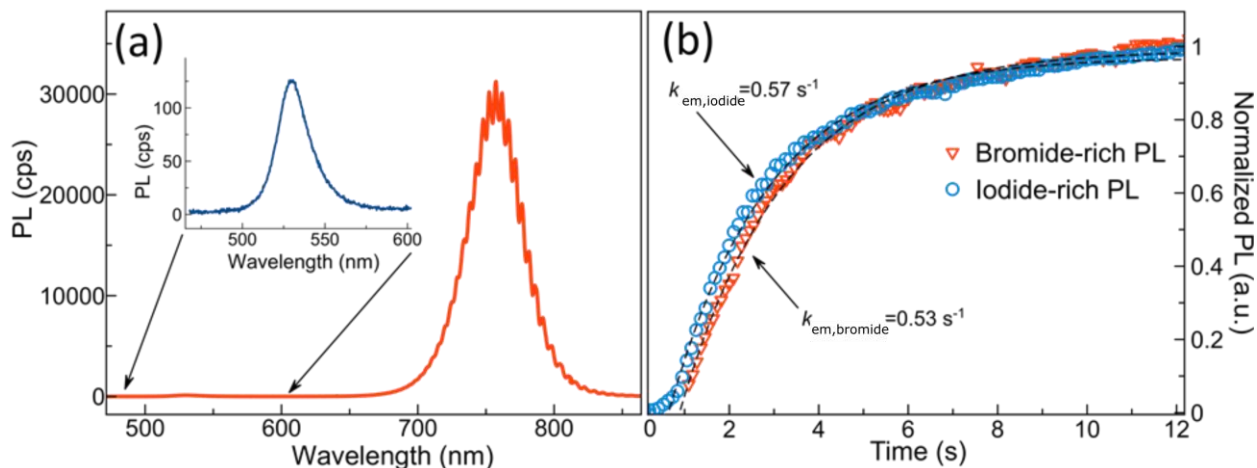 (a)
PL (cps)
30000
20000
10000
0
500
600
700
800
Wavelength (nm)
PL (cps)
100
50
0
500
550
600
Wavelength (nm)
(b)
k em,iodide=0.57 s-1
Bromide-rich PL
Iodide-rich PL
k em,bromide=0.53 s-1
0
2
4
6
8
10
12
Time (s)
1
0.8
0.6
0.4
0.2
0
Normalized PL (a.u.)